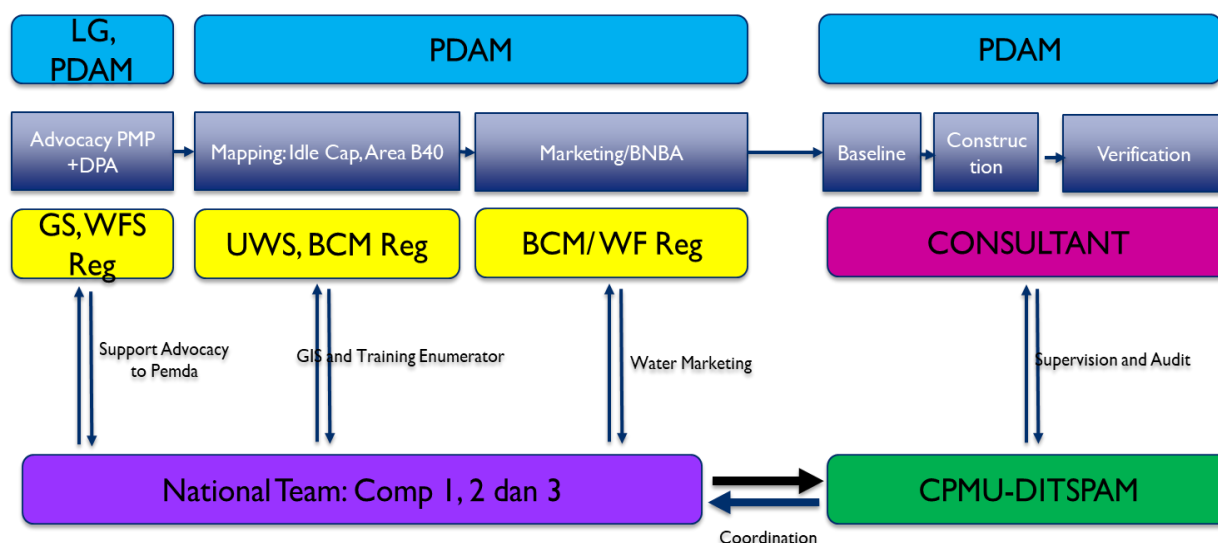 LG,
PDAM
PDAM
PDAM
Advocacy PMP
+DPA
Mapping: Idle Cap, Area B40
Marketing/BNBA
Baseline
Construc
tion
Verification
GS, WFS
Reg
UWS, BCM Reg
BCM/ WF Reg
CONSULTANT
Support Advocacy
to Pemda
GIS and Training Enumerator
Water Marketing
Supervision and Audit
National Team: Comp 1, 2 dan 3
CPMU-DITSPAM
Coordination